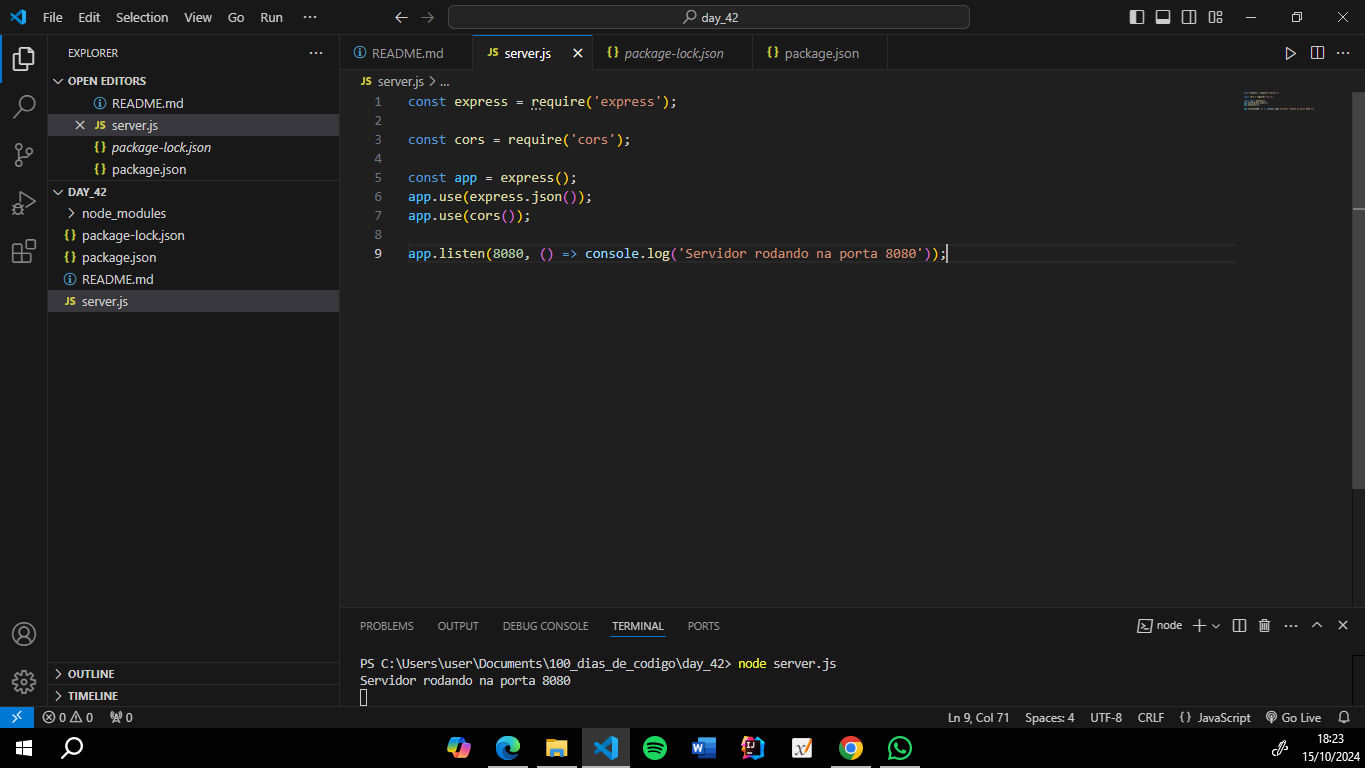 File Edit Selection View Go Run ··· day_42
EXPLORER ···
OPEN EDITORS
README.md
JS server.js
{} package-lock.json
{} package.json
DAY_42
node_modules
{} package-lock.json
{} package.json
README.md
JS server.js
OUTLINE
TIMELINE
README.md JS server.js {} package-lock.json {} package.json
JS server.js > ...
1 const express = require('express');
2
3 const cors = require('cors');
4
5 const app = express();
6 app.use(express.json());
7 app.use(cors());
8
9 app.listen(8080, () => console.log('Servidor rodando na porta 8080'));
PROBLEMS OUTPUT DEBUG CONSOLE TERMINAL PORTS node
PS C:\Users\user\Documents\100_dias_de_codigo\day_42> node server.js
Servidor rodando na porta 8080
0 0 0 Ln 9, Col 71 Spaces: 4 UTF-8 CRLF {} JavaScript Go Live
18:23
15/10/2024